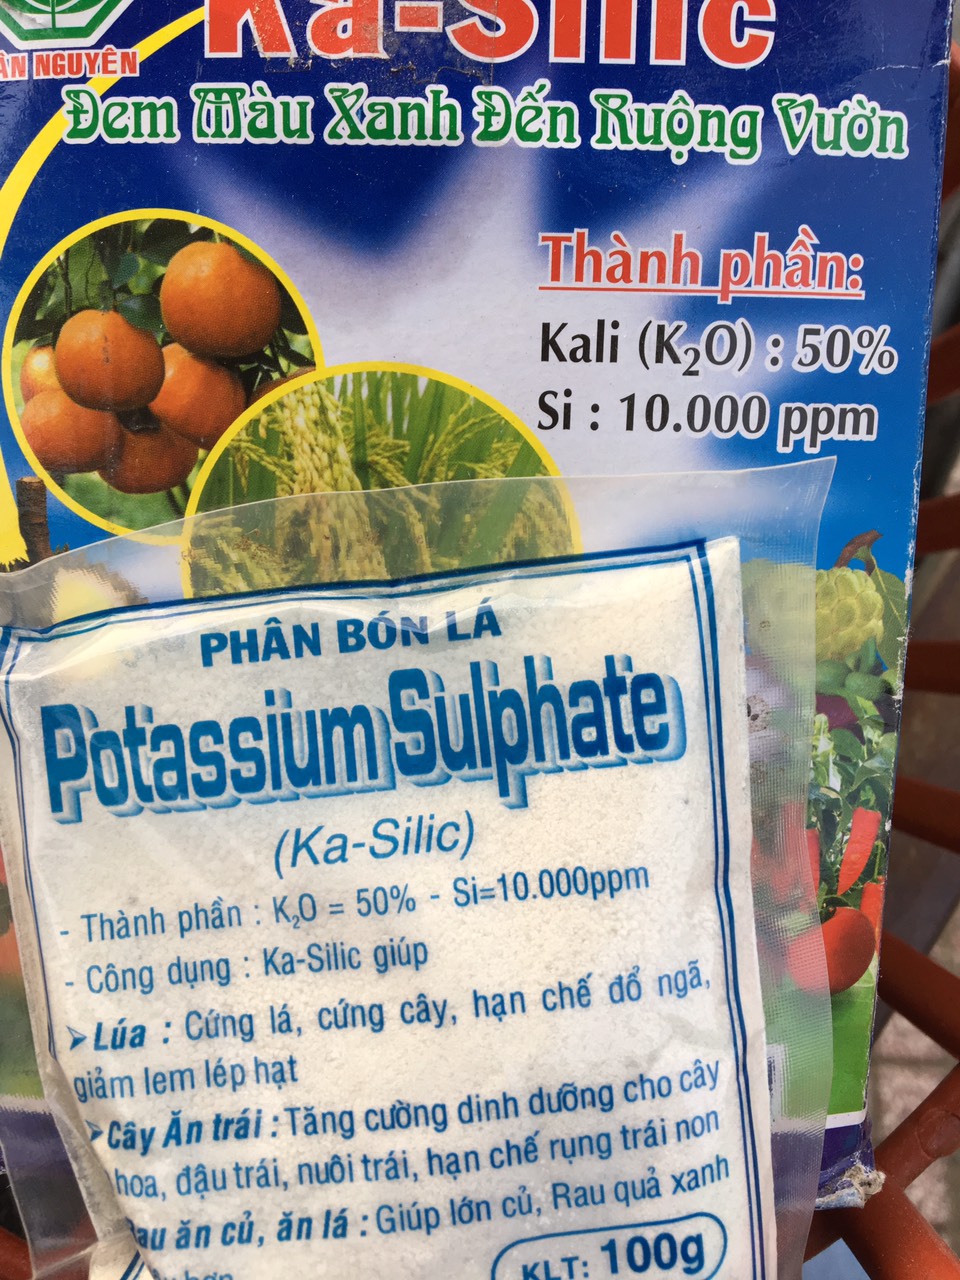 Ka-Silic
NGUYÊN
Đem Màu Xanh Đến Ruộng Vườn
Thành phần:
Kali (K₂O) : 50%
Si : 10.000 ppm
PHÂN BÓN LÁ
Potassium Sulphate
(Ka-Silic)
- Thành phần : K₂O = 50% - Si=10.000ppm
- Công dụng : Ka-Silic giúp
➢Lúa : Cứng lá, cứng cây, hạn chế đổ ngã,
giảm lem lép hạt
➢Cây Ăn trái : Tăng cường dinh dưỡng cho cây
hoa, đậu trái, nuôi trái, hạn chế rụng trái non
ăn củ, ăn lá : Giúp lớn củ, Rau quả xanh
KLT: 100g